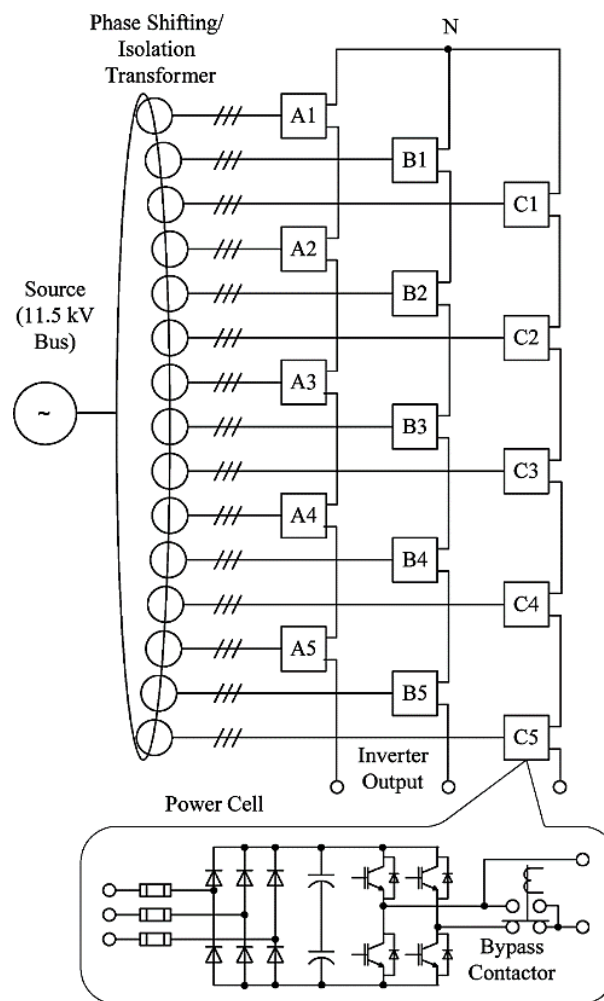 Phase Shifting/
Isolation
Transformer
N
A1
B1
C1
A2
B2
Source
(11.5 kV
Bus)
C2
~
A3
B3
C3
A4
B4
C4
A5
B5
C5
Inverter
Output
Power Cell
Bypass
Contactor